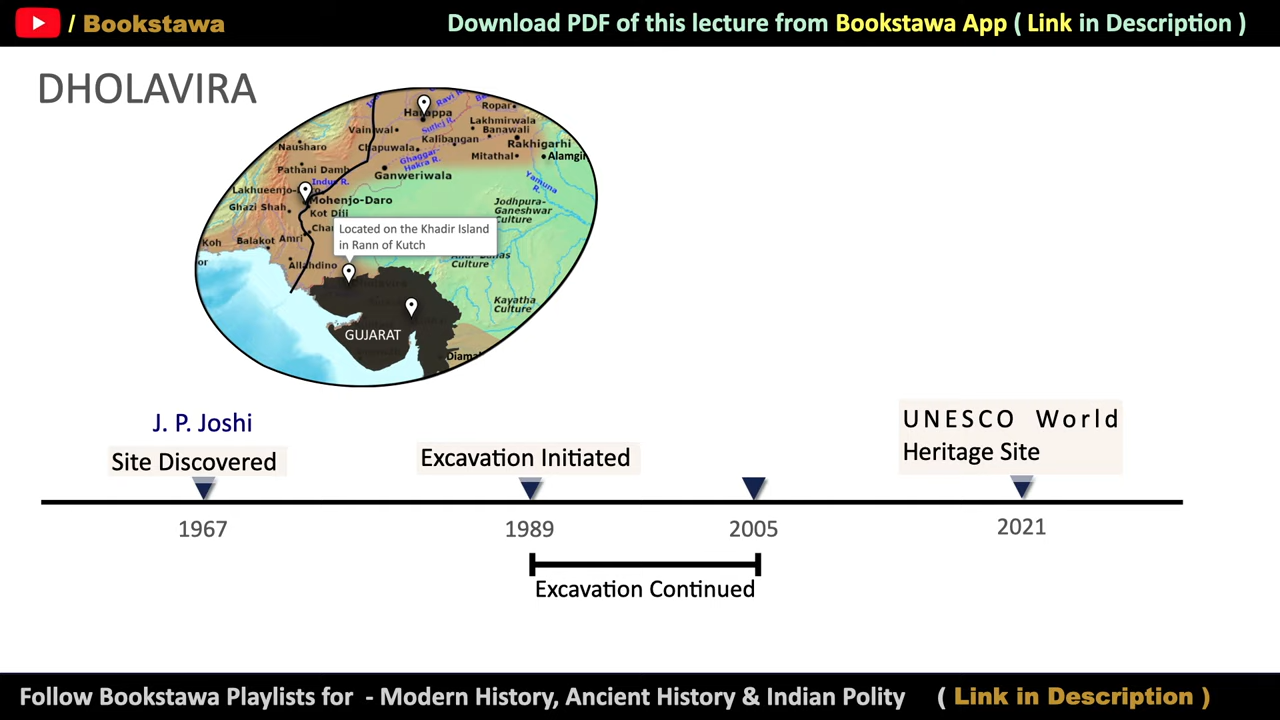 / Bookstawa
Download PDF of this lecture from Bookstawa App ( Link in Description )
DHOLAVIRA
Harappa
Ravi R.
Ropar
Lakhmirwala
Banawali
Sutlej R.
Vainiwal
Kalibangan
Rakhigarhi
Nausharo
Chapuwala
Mitathal
Alamgir
Ghaggar-
Hakra R.
Pathani Damb
Ganweriwala
Indus R.
Yamuna
R.
Mohenjo-Daro
Ghazi Shah
Kot Diji
Jodhpura-
Ganeshwar
Culture
Located on the Khadir Island
in Rann of Kutch
Koh
Balakot
Amri
Culture
Allahdino
Kayatha
Culture
GUJARAT
J. P. Joshi
Site Discovered
Excavation Initiated
UNESCO World
Heritage Site
1967
1989
2005
2021
Excavation Continued
Follow Bookstawa Playlists for - Modern History, Ancient History & Indian Polity ( Link in Description )